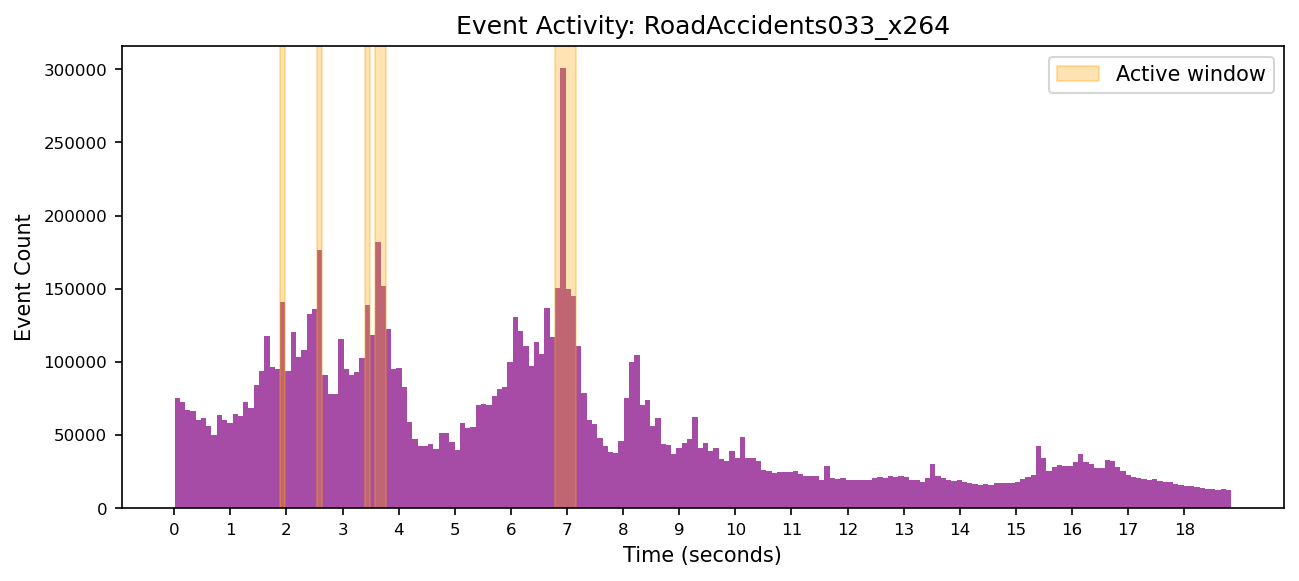 Event Activity: RoadAccidents033_x264
Active window
300000
250000
200000
150000
100000
50000
0
Event Count
0 1 2 3 4 5 6 7 8 9 10 11 12 13 14 15 16 17 18
Time (seconds)